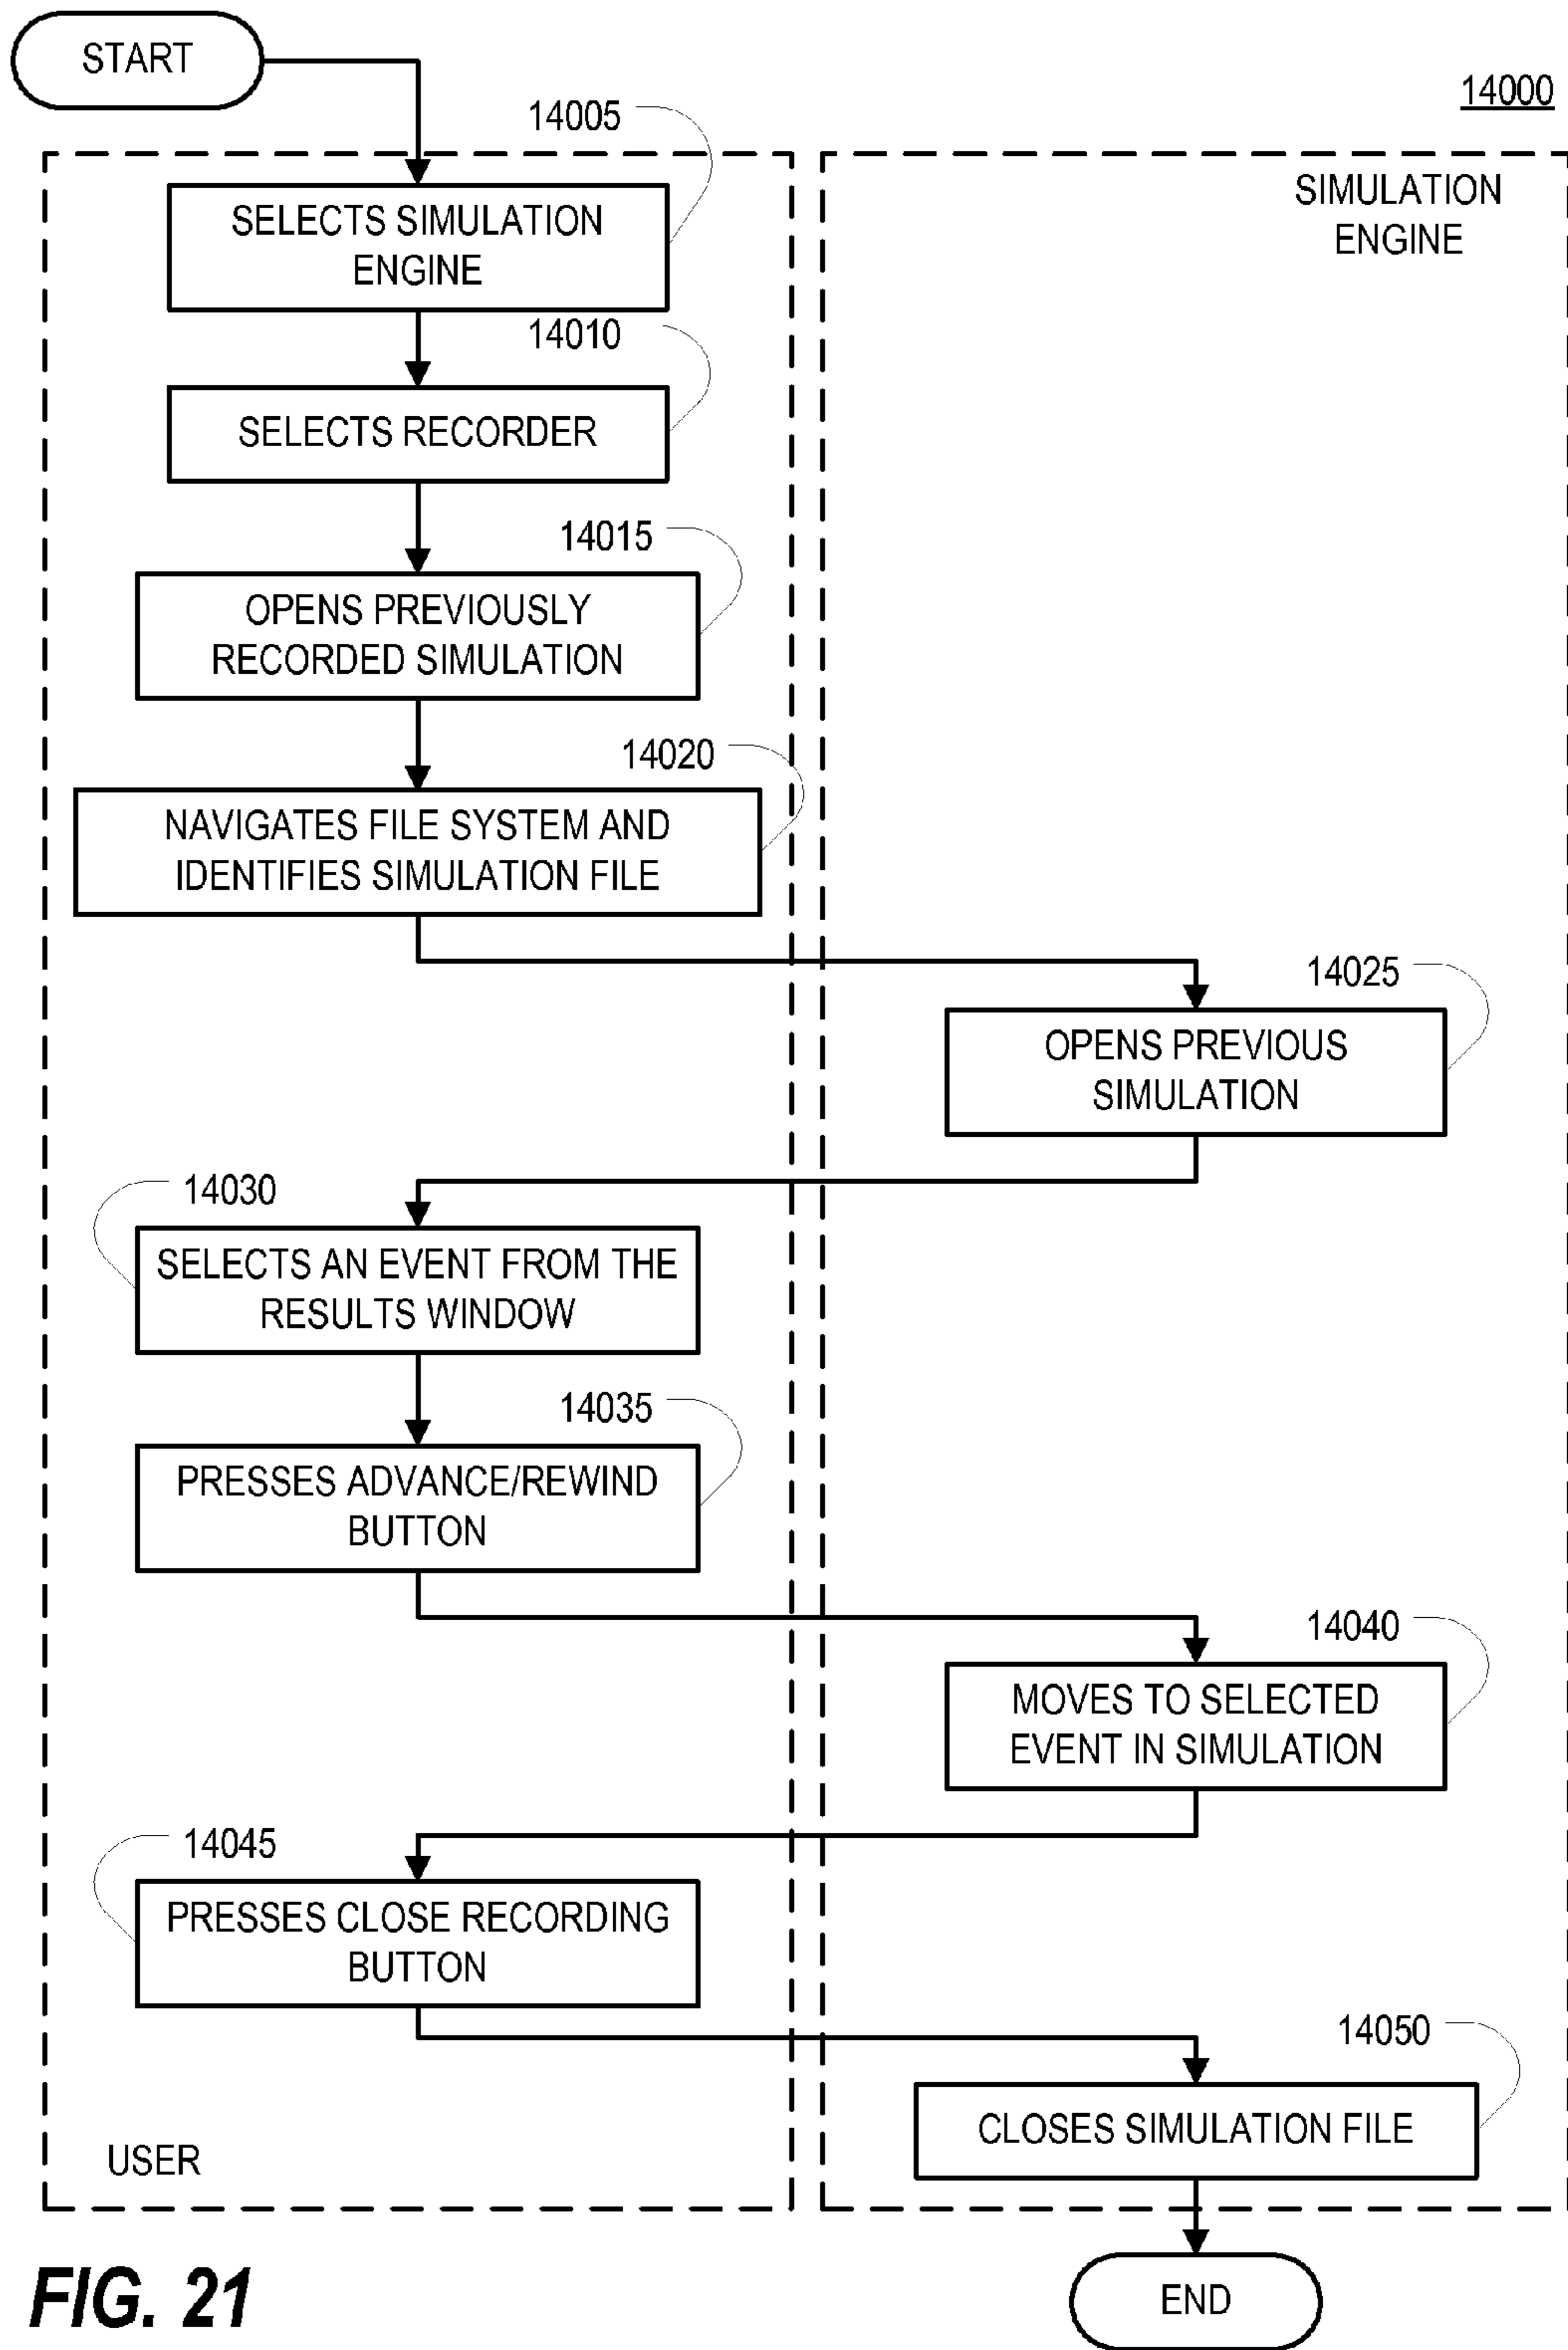 START
14000
14005
SELECTS SIMULATION
ENGINE
SIMULATION
ENGINE
14010
SELECTS RECORDER
14015
OPENS PREVIOUSLY
RECORDED SIMULATION
14020
NAVIGATES FILE SYSTEM AND
IDENTIFIES SIMULATION FILE
14025
OPENS PREVIOUS
SIMULATION
14030
SELECTS AN EVENT FROM THE
RESULTS WINDOW
14035
PRESSES ADVANCE/REWIND
BUTTON
14040
MOVES TO SELECTED
EVENT IN SIMULATION
14045
PRESSES CLOSE RECORDING
BUTTON
14050
CLOSES SIMULATION FILE
USER
END
FIG. 21